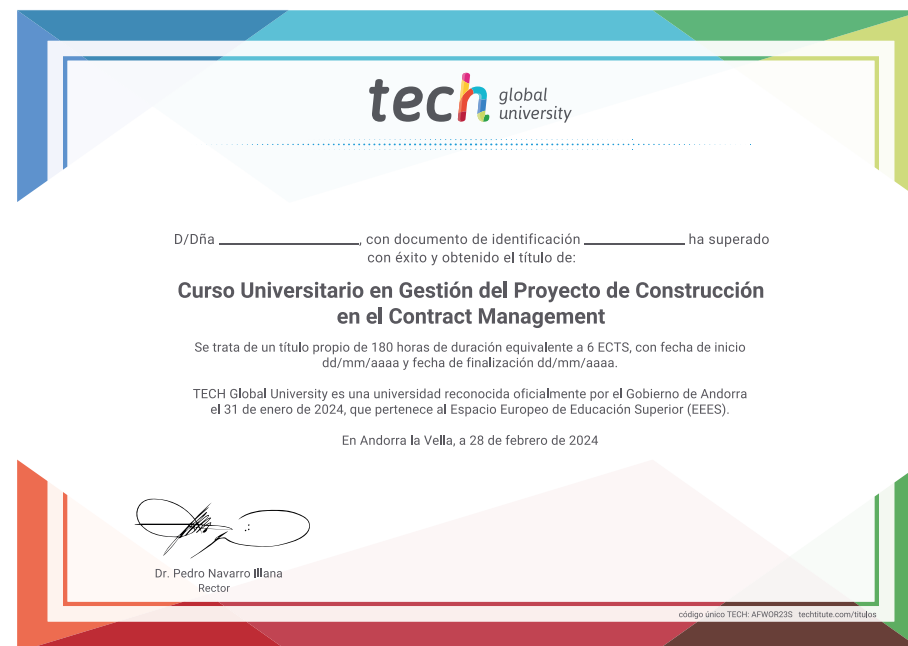 tech global university
D/Dña ____________________, con documento de identificación ______________ ha superado
con éxito y obtenido el título de:
Curso Universitario en Gestión del Proyecto de Construcción
en el Contract Management
Se trata de un título propio de 180 horas de duración equivalente a 6 ECTS, con fecha de inicio
dd/mm/aaaa y fecha de finalización dd/mm/aaaa.
TECH Global University es una universidad reconocida oficialmente por el Gobierno de Andorra
el 31 de enero de 2024, que pertenece al Espacio Europeo de Educación Superior (EEES).
En Andorra la Vella, a 28 de febrero de 2024
Dr. Pedro Navarro Illana
Rector
código único TECH: AFWOR23S techtitute.com/titulos